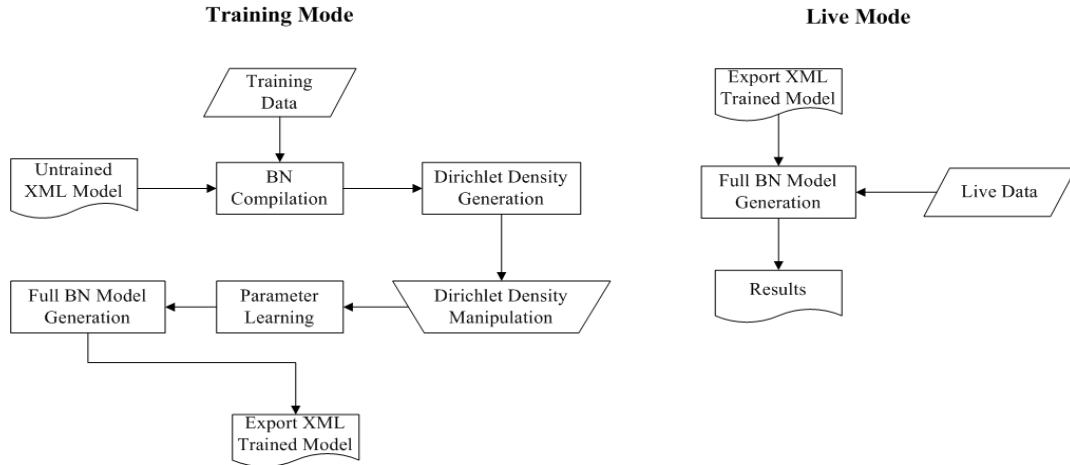 Training Mode
Training
Data
Untrained
XML Model
BN
Compilation
Dirichlet Density
Generation
Full BN Model
Generation
Parameter
Learning
Dirichlet Density
Manipulation
Export XML
Trained Model
Live Mode
Export XML
Trained Model
Full BN Model
Generation
Live Data
Results